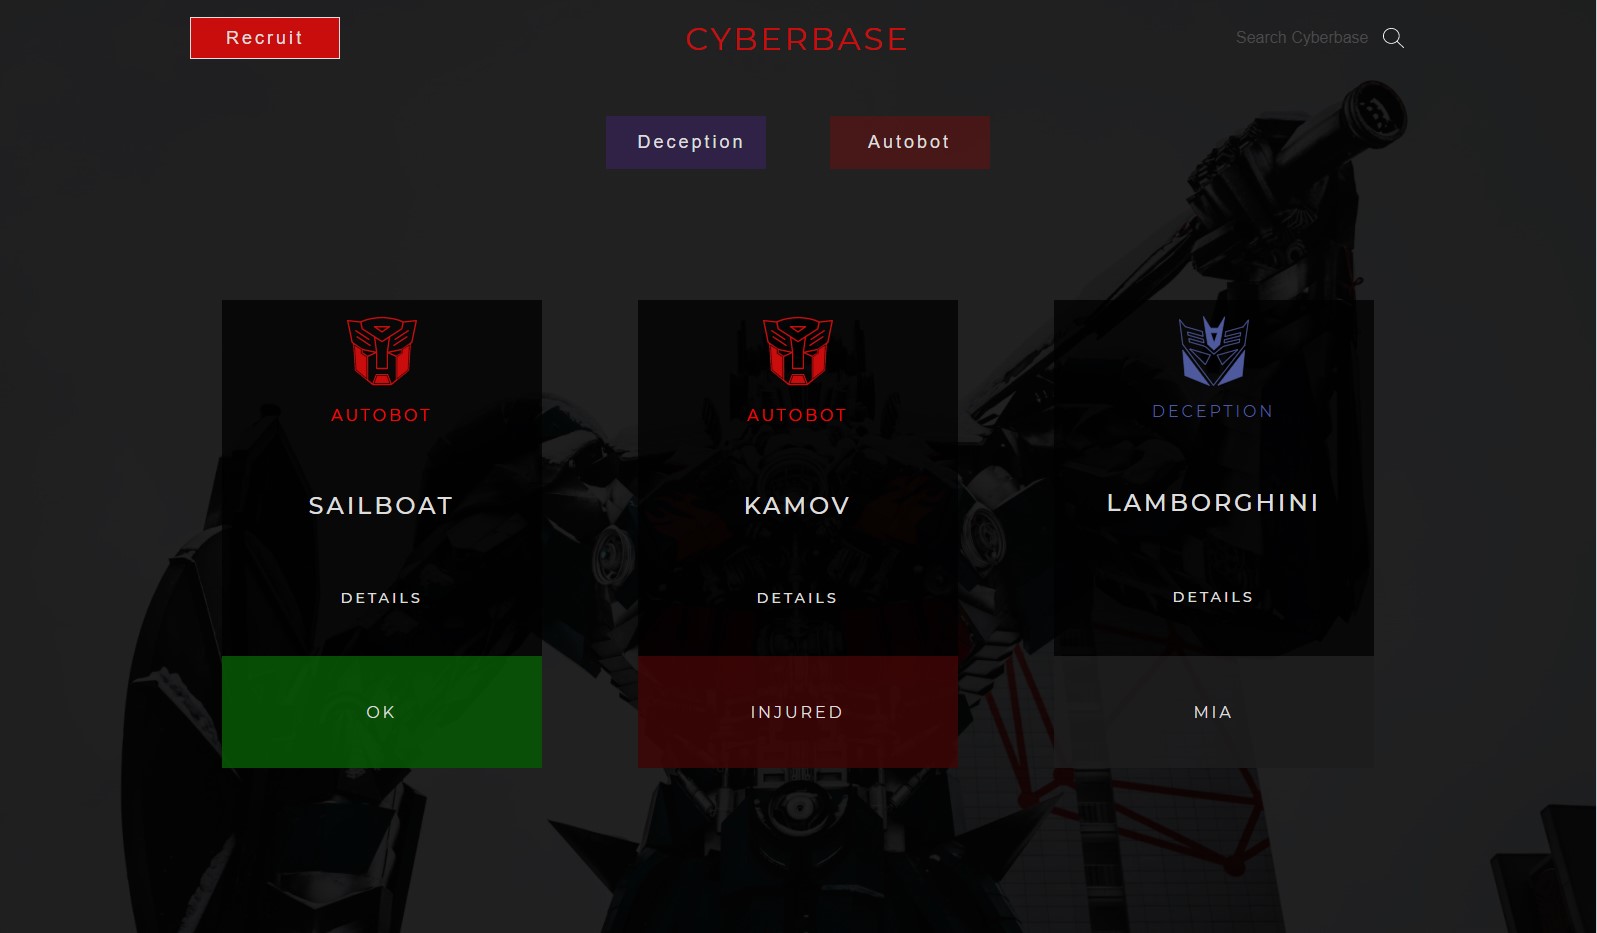 Recruit
CYBERBASE
Search Cyberbase
Deception
Autobot
AUTOBOT
SAILBOAT
DETAILS
OK
AUTOBOT
KAMOV
DETAILS
INJURED
DECEPTION
LAMBORGHINI
DETAILS
MIA